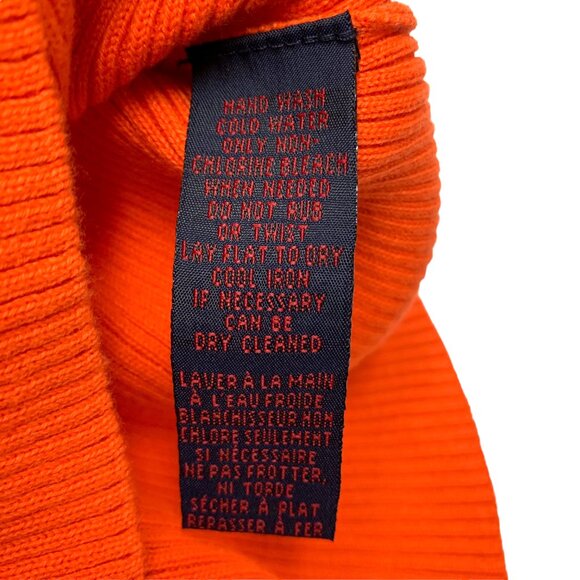 HAND WASH
COLD WATER
ONLY NON-
CHLORINE BLEACH
WHEN NEEDED
DO NOT RUB
OR TWIST
LAY FLAT TO DRY
COOL IRON
IF NECESSARY
CAN BE
DRY CLEANED
LAVER À LA MAIN
À L'EAU FROIDE
BLANCHISSEUR NON
CHLORE SEULEMENT
SI NÉCESSAIRE
NE PAS FROTTER,
NI TORDE
SÉCHER À PLAT
REPASSER À FER